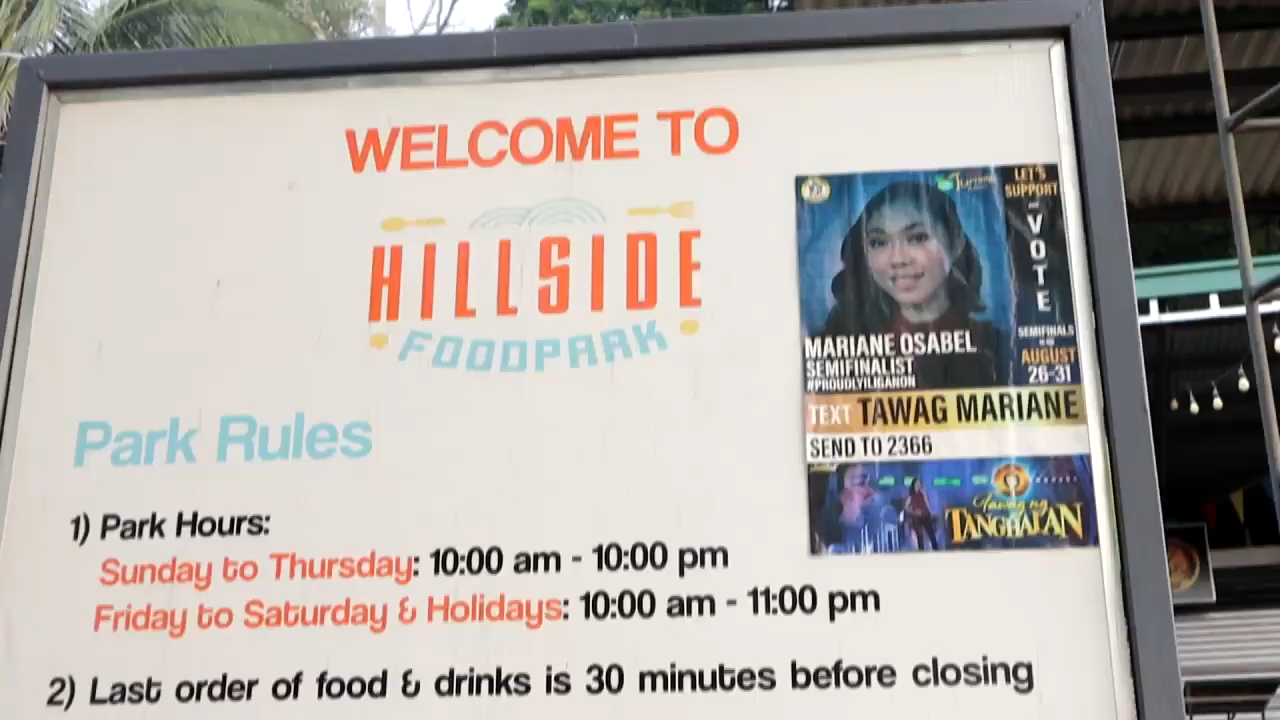 WELCOME TO
HILLSIDE
FOODPARK
Park Rules
1) Park Hours:
Sunday to Thursday: 10:00 am - 10:00 pm
Friday to Saturday & Holidays: 10:00 am - 11:00 pm
2) Last order of food & drinks is 30 minutes before closing
LET'S
SUPPORT
VOTE
SEMIFINALS
AUGUST
26-31
MARIANE OSABEL
SEMIFINALIST
#PROUDLYILIGANON
TEXT TAWAG MARIANE
SEND TO 2366
Tawag ng
TANGHALAN